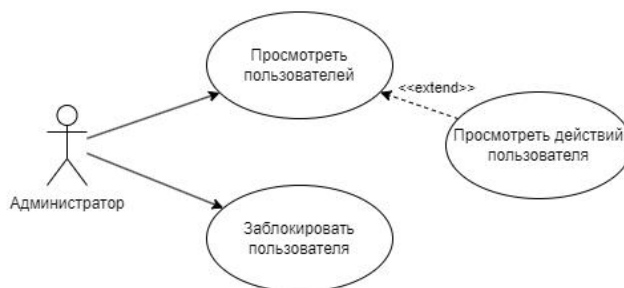 Просмотреть
пользователей
<<extend>>
Просмотреть действий
пользователя
Администратор
Заблокировать
пользователя